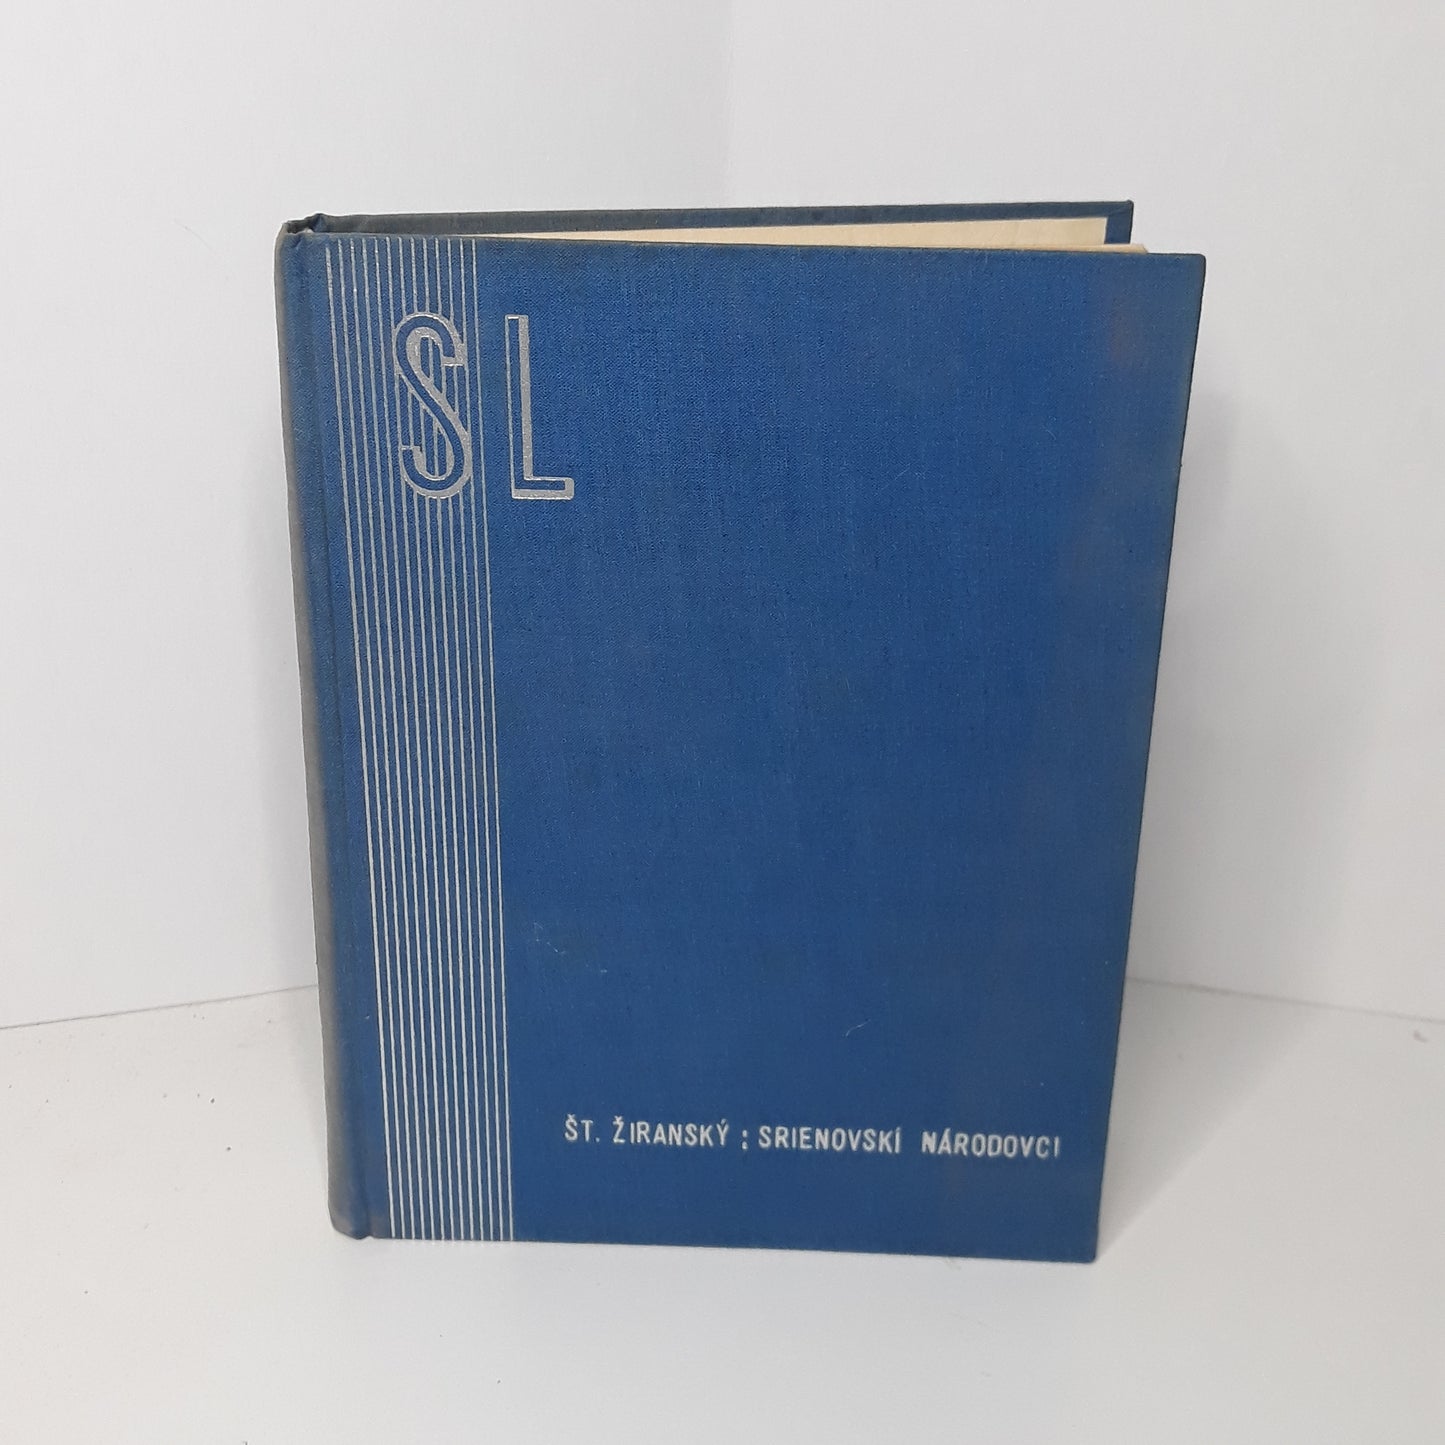 SL
ŠT. ŽIRANSKÝ : SRIENOVSKÍ NÁRODOVCI